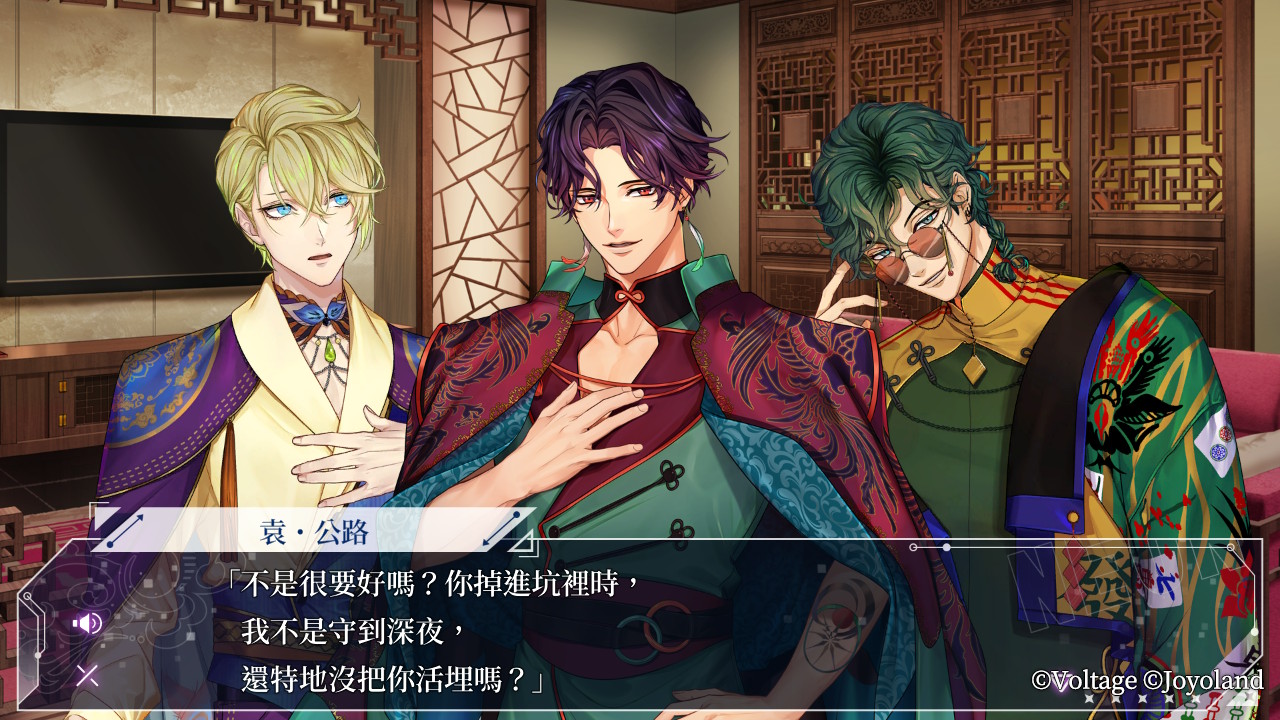 袁・公路
「不是很要好嗎？你掉進坑裡時，
我不是守到深夜，
還特地沒把你活埋嗎？」
©Voltage ©Joyoland